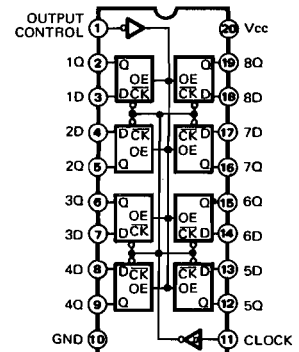 OUTPUT
CONTROL 1 20 Vcc
1Q 2 Q OE Q 19 8Q
1D 3 D CK OE CK D 18 8D
2D 4 D CK CK D 17 7D
2Q 5 Q OE OE Q 16 7Q
3Q 6 Q OE OE Q 15 6Q
3D 7 D CK CK D 14 6D
4D 8 D CK CK D 13 5D
4Q 9 Q OE OE Q 12 5Q
GND 10 11 CLOCK